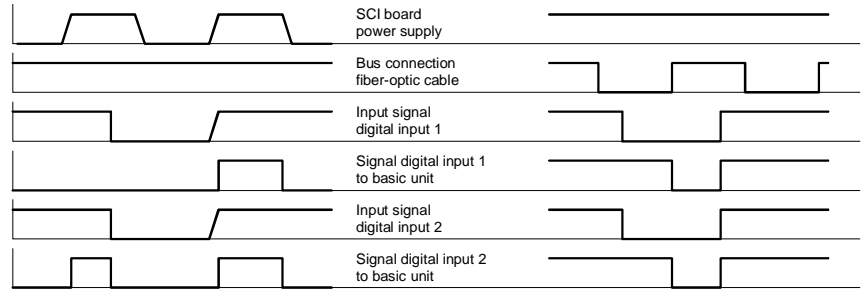 SCI board
power supply
Bus connection
fiber-optic cable
Input signal
digital input 1
Signal digital input 1
to basic unit
Input signal
digital input 2
Signal digital input 2
to basic unit